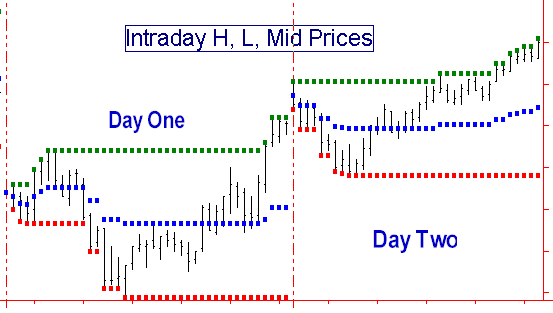 Intraday H, L, Mid Prices
Day One
Day Two